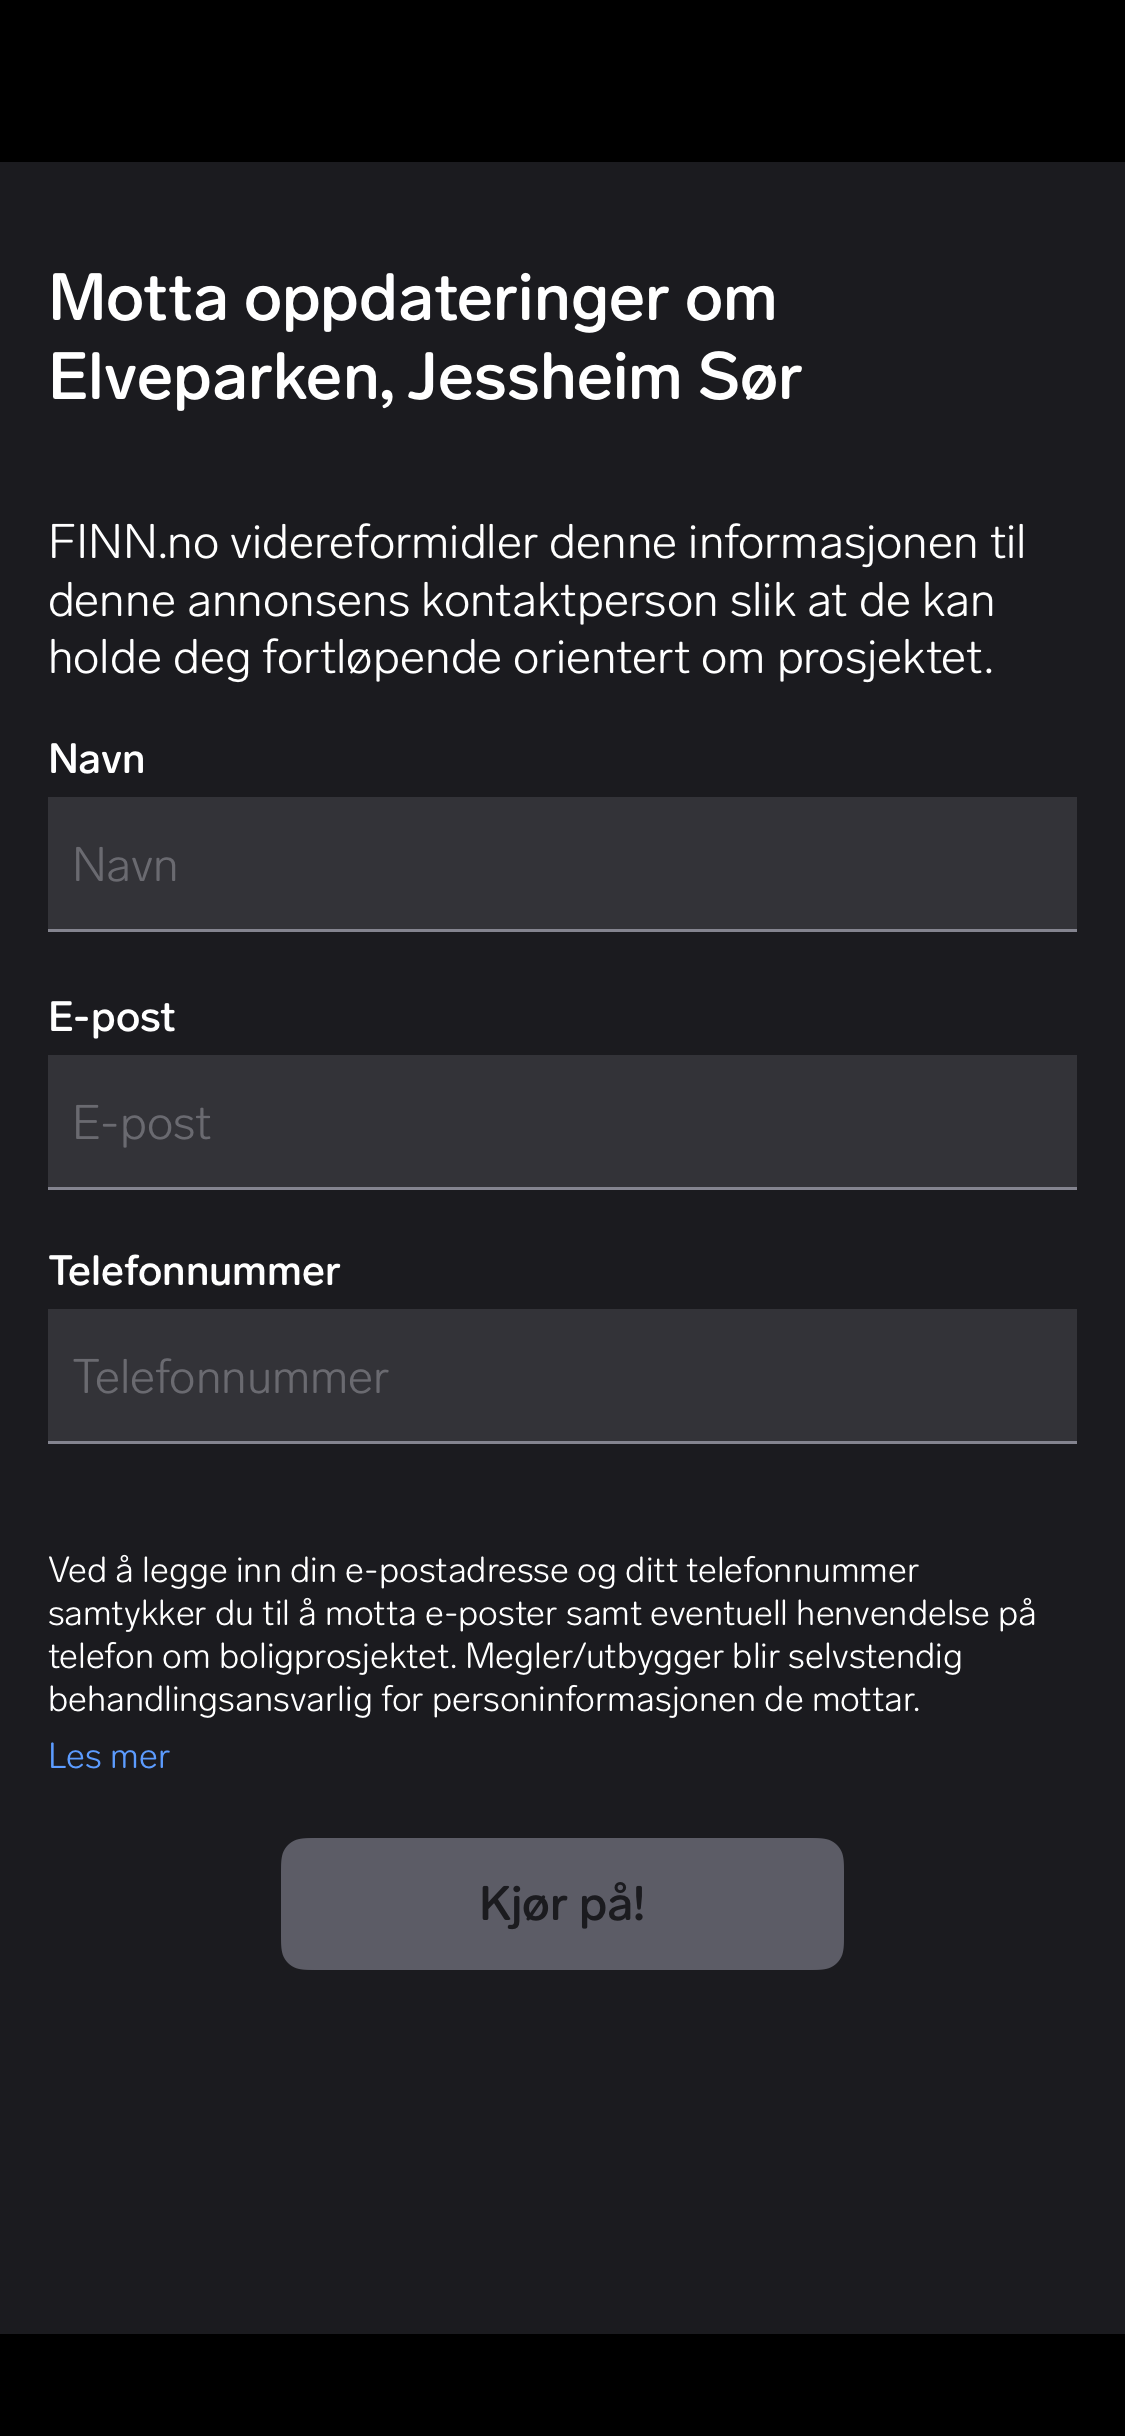 Motta oppdateringer om
Elveparken, Jessheim Sør
FINN.no videreformidler denne informasjonen til
denne annonsens kontaktperson slik at de kan
holde deg fortløpende orientert om prosjektet.
Navn
Navn
E-post
E-post
Telefonnummer
Telefonnummer
Ved å legge inn din e-postadresse og ditt telefonnummer
samtykker du til å motta e-poster samt eventuell henvendelse på
telefon om boligprosjektet. Megler/utbygger blir selvstendig
behandlingsansvarlig for personinformasjonen de mottar.
Les mer
Kjør på!